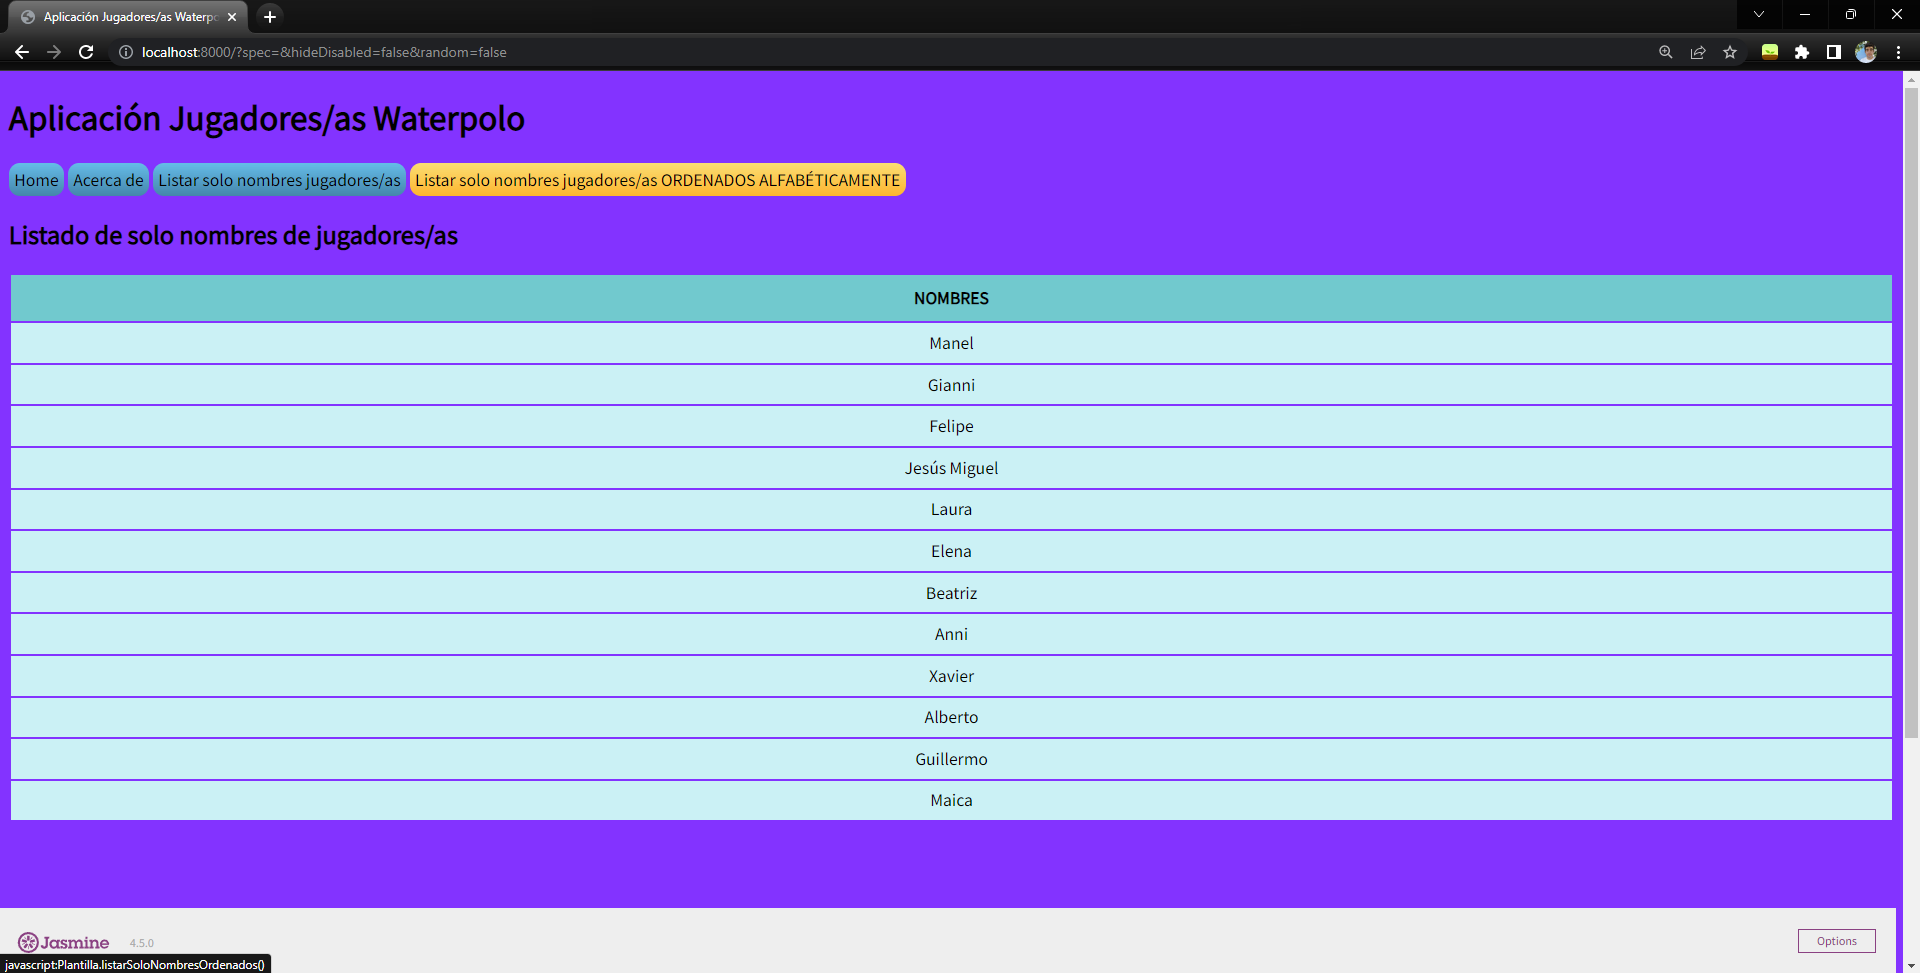 Aplicación Jugadores/as Waterpo
localhost:8000/?spec=&hideDisabled=false&random=false
Aplicación Jugadores/as Waterpolo
Home Acerca de Listar solo nombres jugadores/as Listar solo nombres jugadores/as ORDENADOS ALFABÉTICAMENTE
Listado de solo nombres de jugadores/as
NOMBRES
Manel
Gianni
Felipe
Jesús Miguel
Laura
Elena
Beatriz
Anni
Xavier
Alberto
Guillermo
Maica
Jasmine 4.5.0 Options
javascript:Plantilla.listarSoloNombresOrdenados()